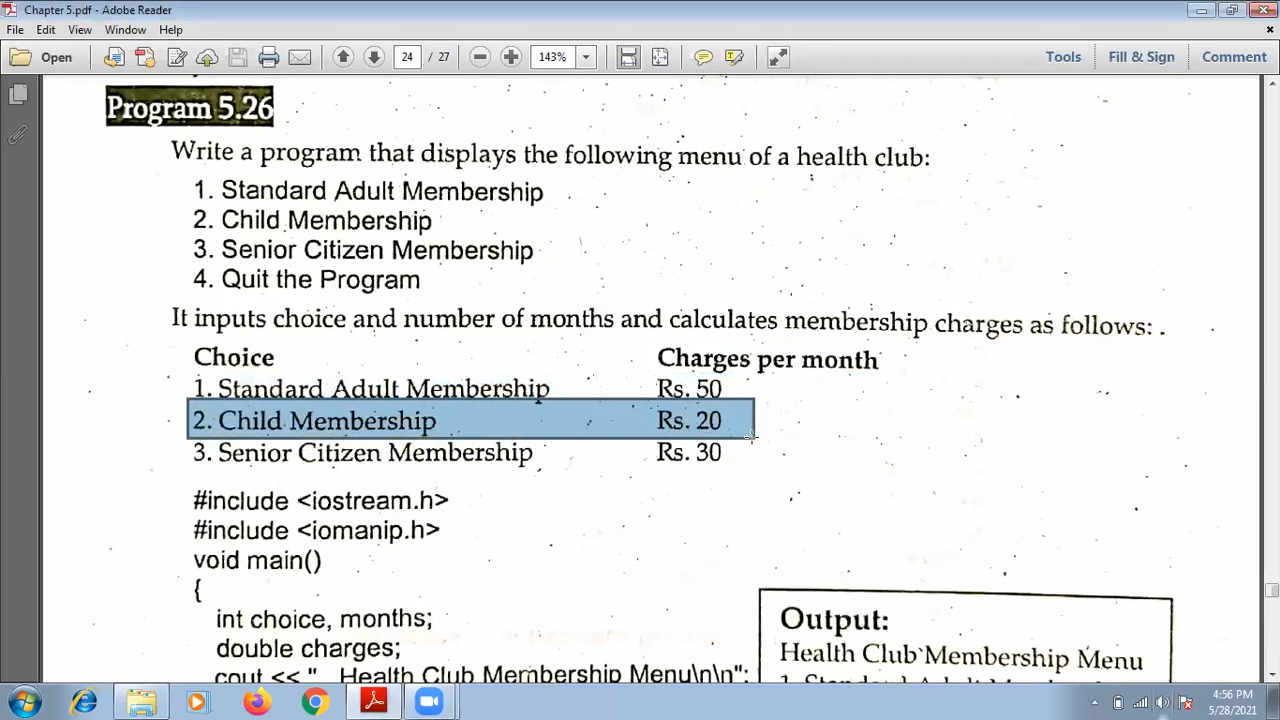 Chapter 5.pdf - Adobe Reader
File Edit View Window Help
Open 24 / 27 143% Tools Fill & Sign Comment
Program 5.26
Write a program that displays the following menu of a health club:
1. Standard Adult Membership
2. Child Membership
3. Senior Citizen Membership
4. Quit the Program
It inputs choice and number of months and calculates membership charges as follows:
Choice Charges per month
1. Standard Adult Membership Rs. 50
2. Child Membership Rs. 20
3. Senior Citizen Membership Rs. 30
#include <iostream.h>
#include <iomanip.h>
void main()
{
int choice, months;
double charges;
cout << " Health Club Membership Menu\n\n";
Output:
Health Club Membership Menu
4:56 PM
5/28/2021